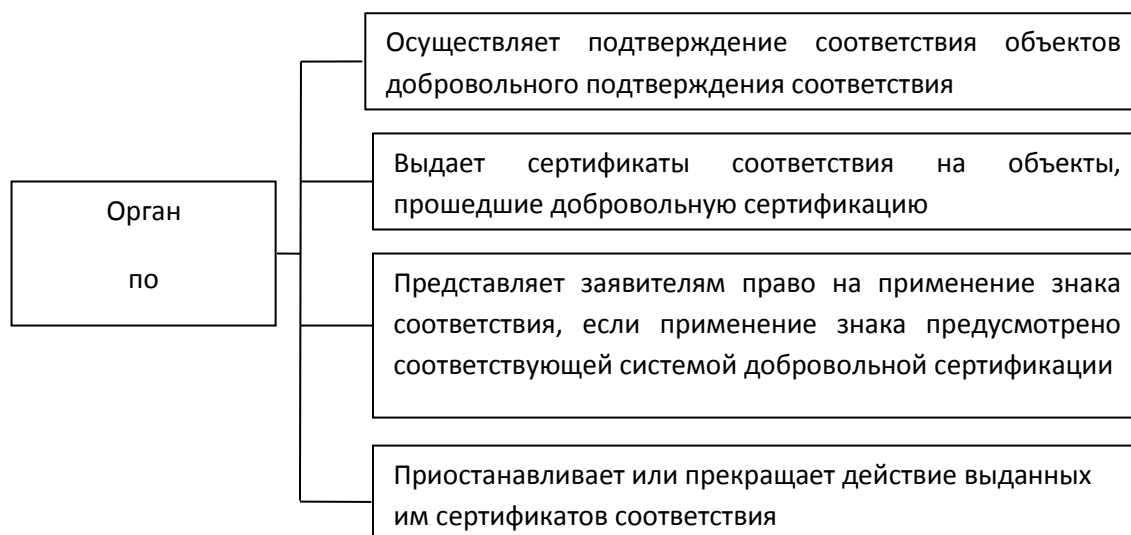 Осуществляет подтверждение соответствия объектов
добровольного подтверждения соответствия
Выдает сертификаты соответствия на объекты,
прошедшие добровольную сертификацию
Орган
по
Представляет заявителям право на применение знака
соответствия, если применение знака предусмотрено
соответствующей системой добровольной сертификации
Приостанавливает или прекращает действие выданных
им сертификатов соответствия